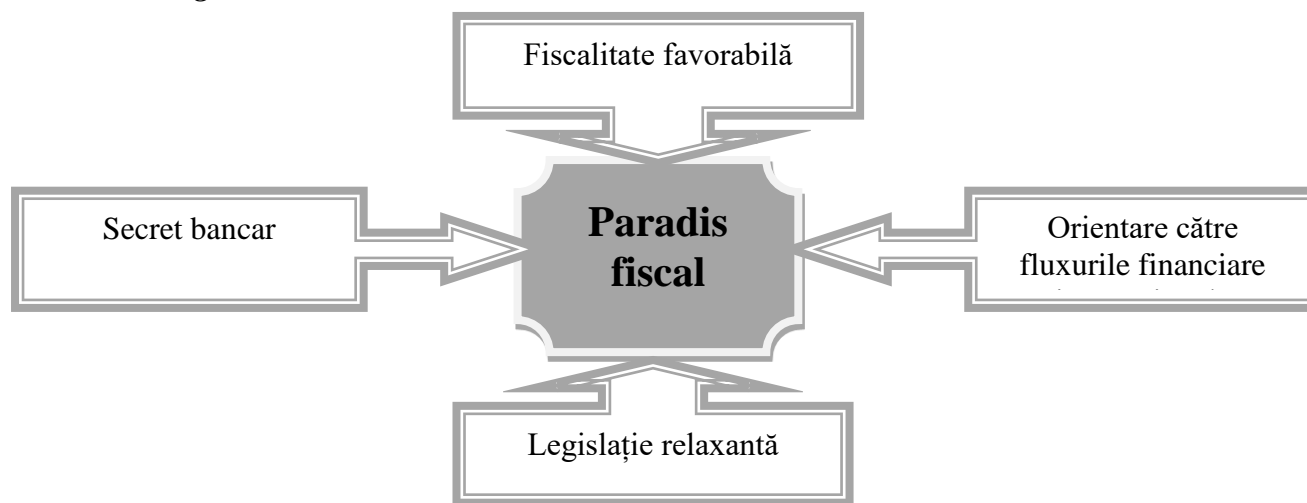 Fiscalitate favorabilă
Secret bancar
Paradis
fiscal
Orientare către
fluxurile financiare
Legislație relaxantă